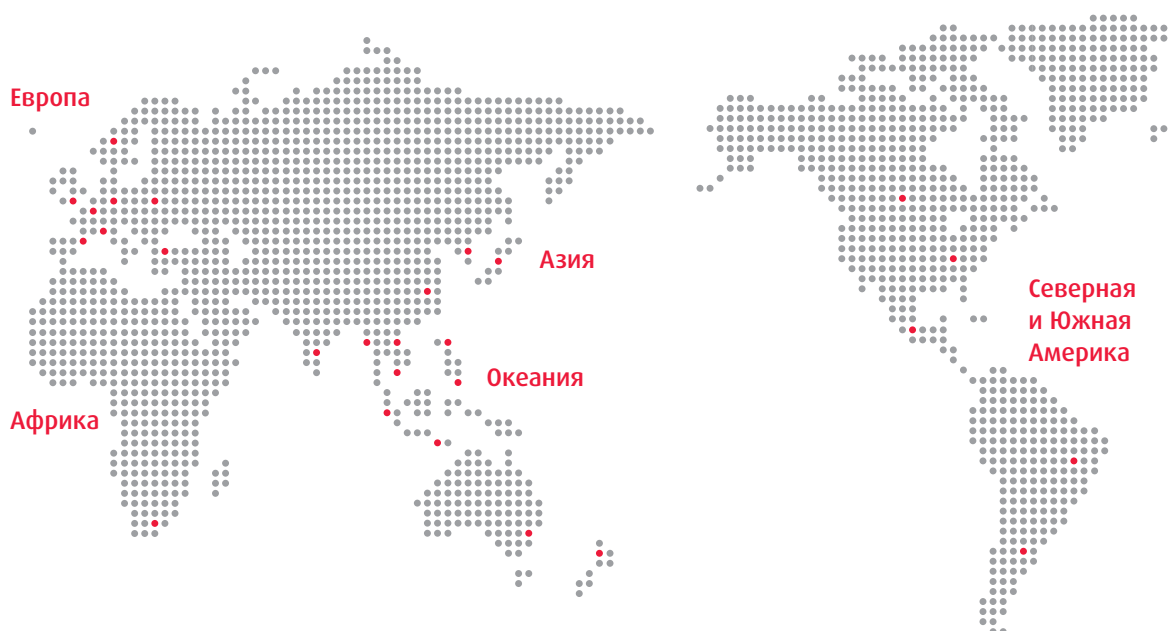 Европа
Азия
Северная
и Южная
Америка
Океания
Африка